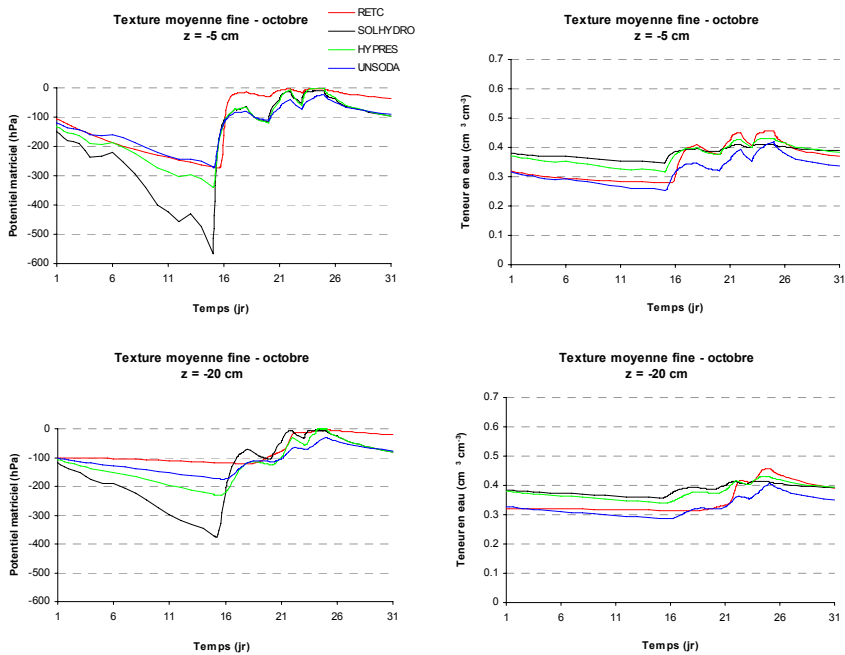 Texture moyenne fine - octobre
z = -5 cm
RETC
SOLHYDRO
HYPRES
UNSODA
Potentiel matriciel (hPa)
0
-100
-200
-300
-400
-500
-600
1
6
11
16
21
26
31
Temps (jr)
Texture moyenne fine - octobre
z = -5 cm
Teneur en eau (cm ³ cm-³)
0.7
0.6
0.5
0.4
0.3
0.2
0.1
0
1
6
11
16
21
26
31
Temps (jr)
Texture moyenne fine - octobre
z = -20 cm
Potentiel matriciel (hPa)
0
-100
-200
-300
-400
-500
-600
1
6
11
16
21
26
31
Temps (jr)
Texture moyenne fine - octobre
z = -20 cm
Teneur en eau (cm ³ cm-³)
0.7
0.6
0.5
0.4
0.3
0.2
0.1
0
1
6
11
16
21
26
31
Temps (jr)